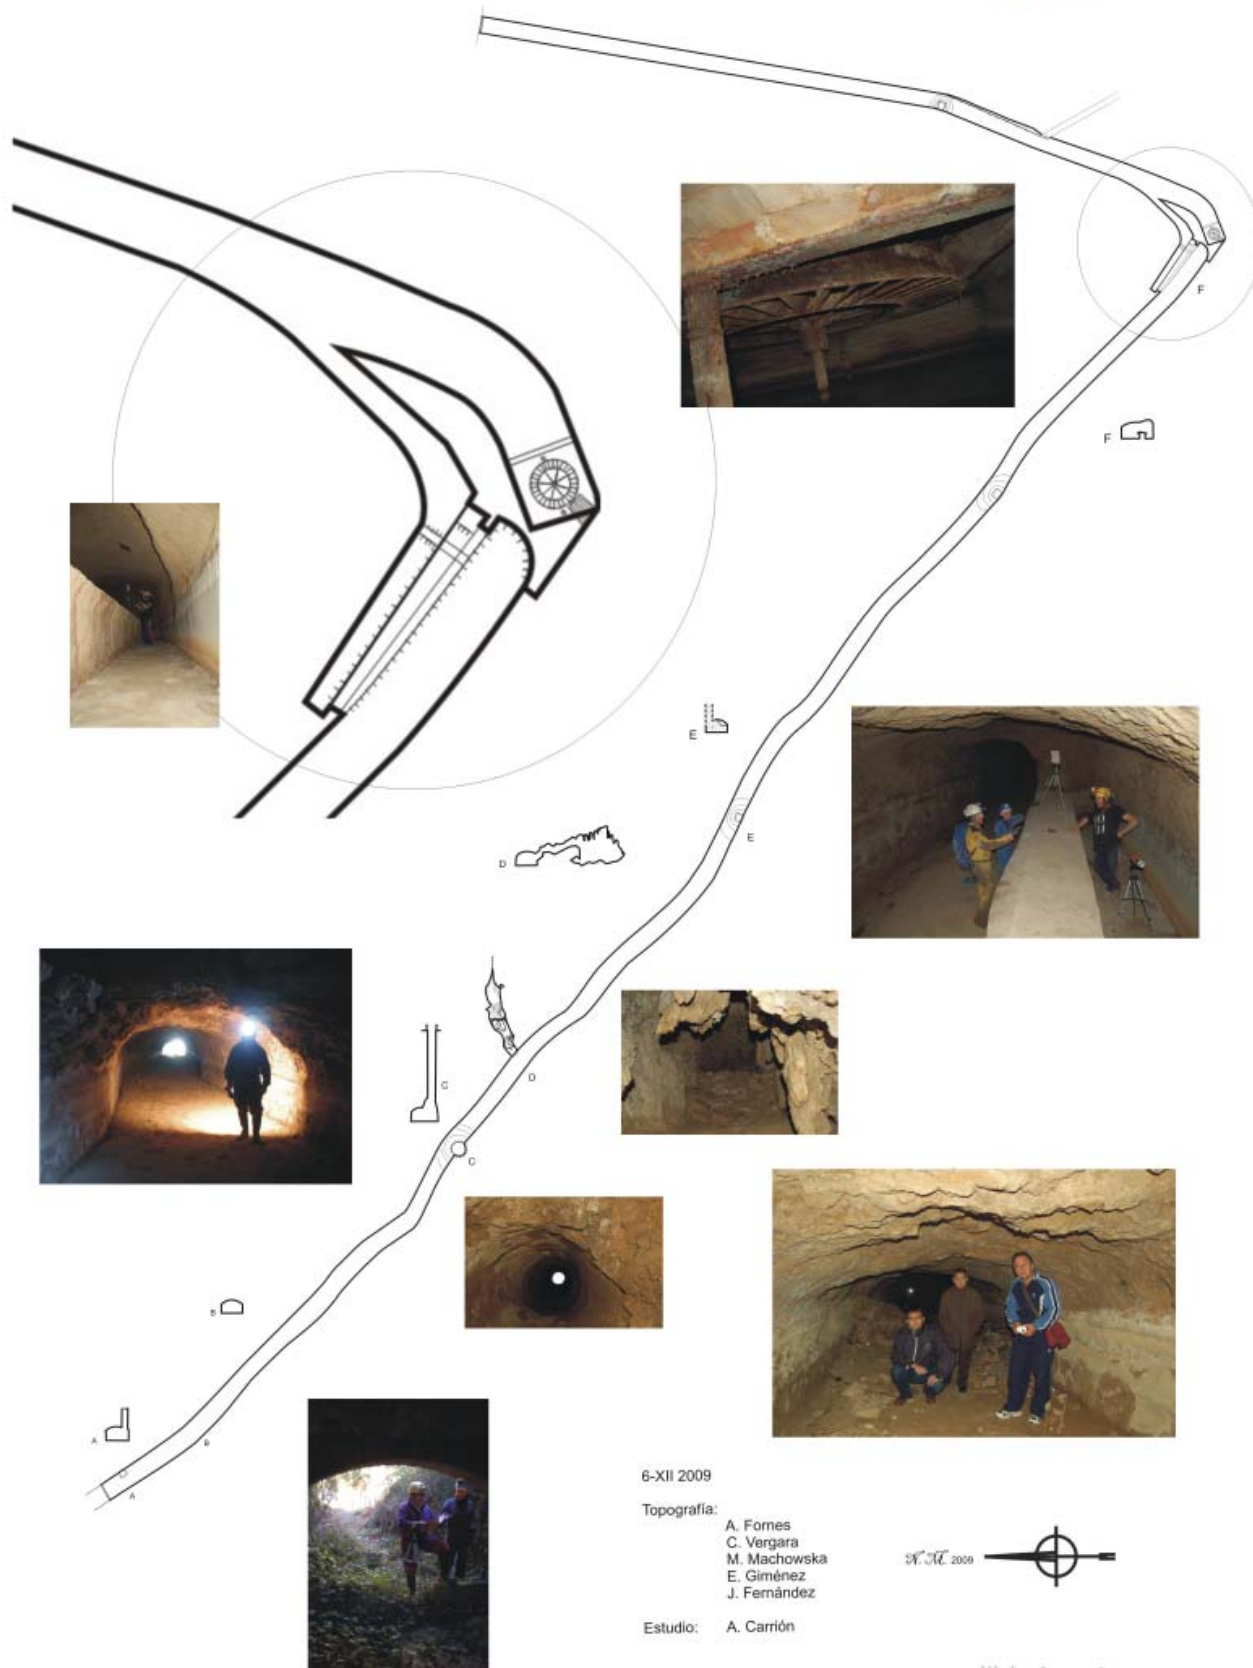 F
F
E
E
D
D
C
C
B
B
A
A
6-XII 2009
Topografía:
A. Fornes
C. Vergara
M. Machowska
E. Giménez
J. Fernández
N. M. 2009
Estudio: A. Carrión